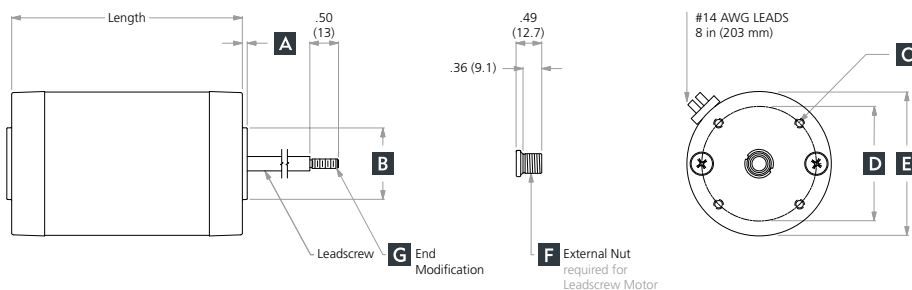 Length
A
.50
(13)
B
Leadscrew
G End
Modification
.49
(12.7)
.36 (9.1)
F External Nut
required for
Leadscrew Motor
#14 AWG LEADS
8 in (203 mm)
C
D
E